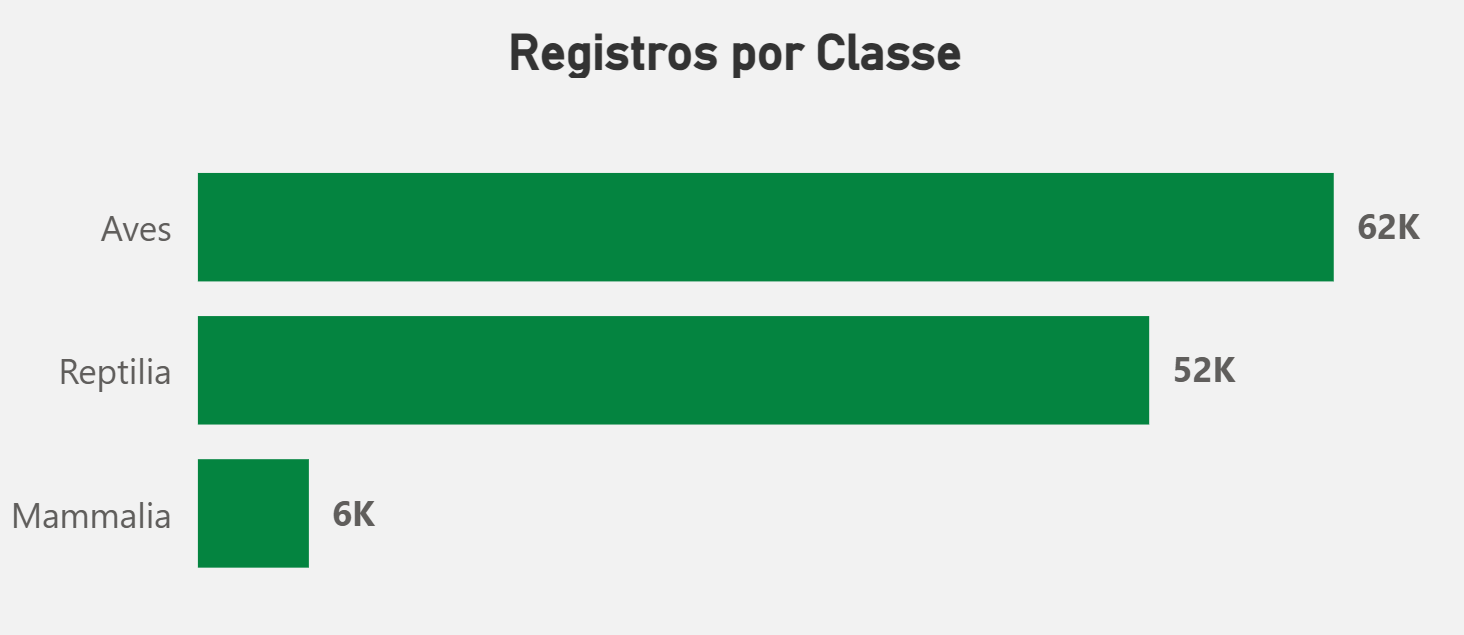 Registros por Classe
Aves 62K
Reptilia 52K
Mammalia 6K